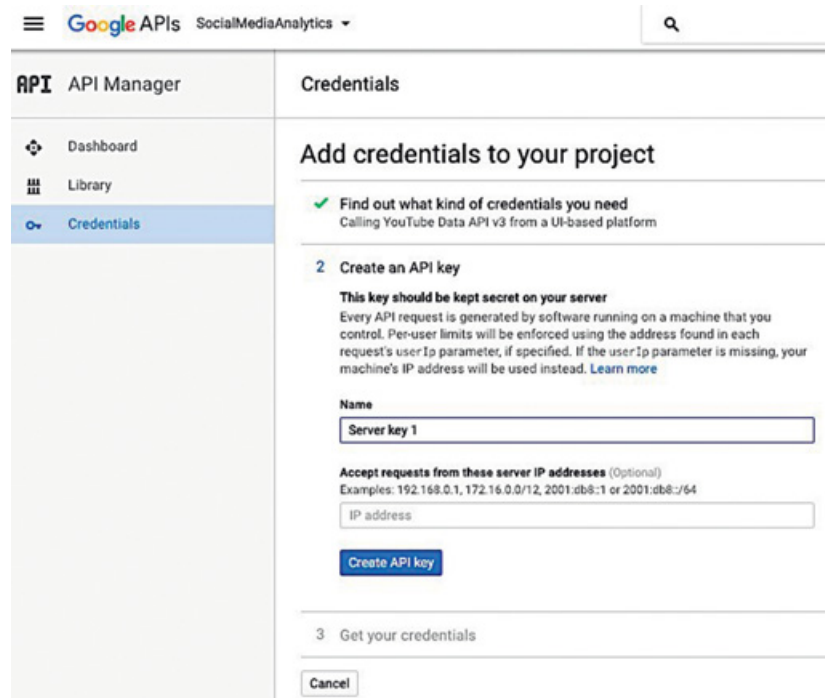 Google APIs SocialMediaAnalytics
API API Manager
Credentials
Dashboard
Library
Credentials
Add credentials to your project
Find out what kind of credentials you need
Calling YouTube Data API v3 from a UI-based platform
2 Create an API key
This key should be kept secret on your server
Every API request is generated by software running on a machine that you
control. Per-user limits will be enforced using the address found in each
request's userIp parameter, if specified. If the userIp parameter is missing, your
machine's IP address will be used instead. Learn more
Name
Server key 1
Accept requests from these server IP addresses (Optional)
Examples: 192.168.0.1, 172.16.0.0/12, 2001:db8::1 or 2001:db8::/64
IP address
Create API key
3 Get your credentials
Cancel